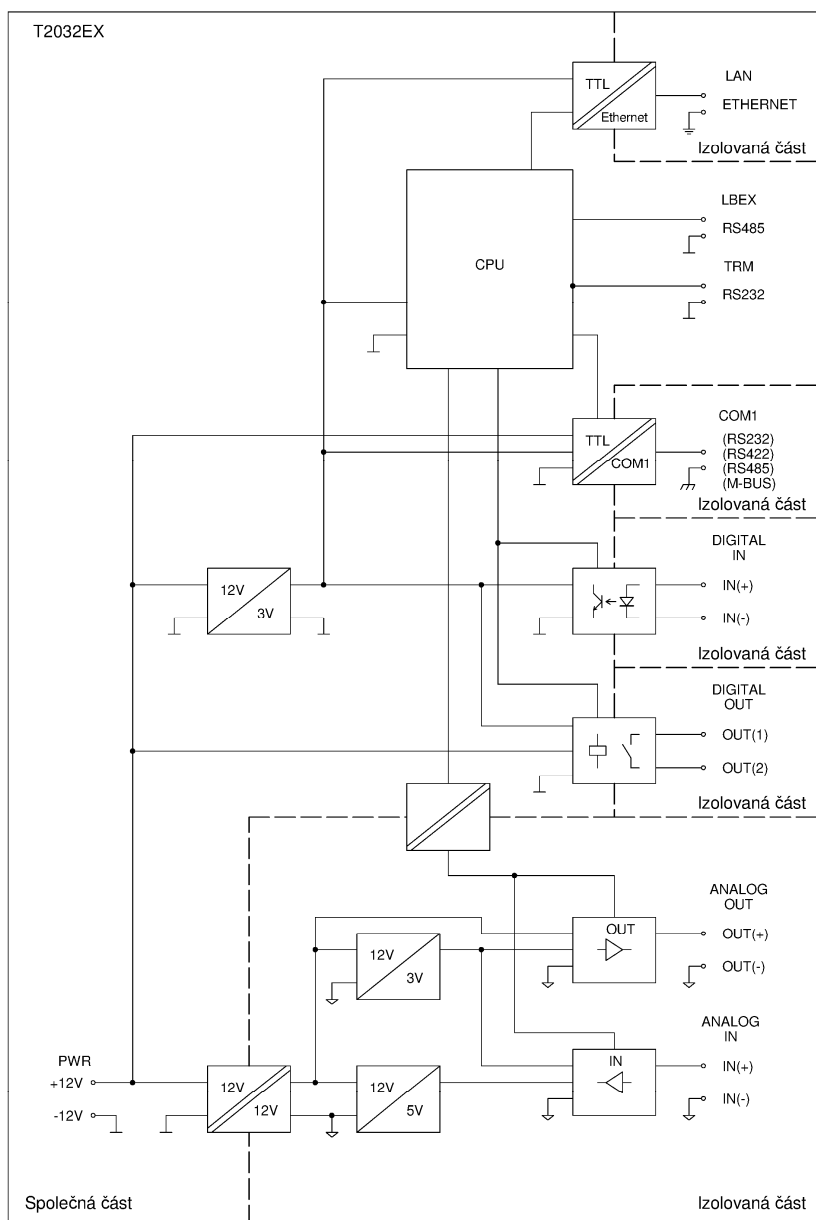 T2032EX
LAN
TTL
ETHERNET
Ethernet
Izolovaná část
LBEX
RS485
CPU
TRM
RS232
COM1
(RS232)
TTL
(RS422)
COM1
(RS485)
(M-BUS)
Izolovaná část
DIGITAL
IN
12V
IN(+)
3V
IN(-)
Izolovaná část
DIGITAL
OUT
OUT(1)
OUT(2)
Izolovaná část
ANALOG
OUT
OUT
OUT(+)
12V
OUT(-)
3V
ANALOG
IN
PWR
IN
IN(+)
+12V
12V
12V
IN(-)
-12V
12V
5V
Společná část
Izolovaná část